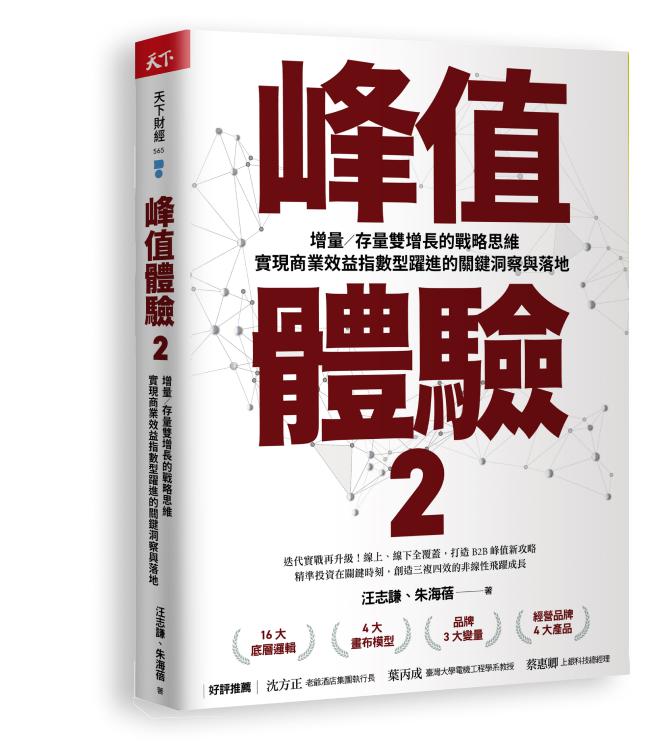 天下
天下財經
565
峰值體驗
2
增量／存量雙增長的戰略思維
實現商業效益指數型躍進的關鍵洞察與落地
汪志謙、朱海蓓 著
峰值
增量／存量雙增長的戰略思維
實現商業效益指數型躍進的關鍵洞察與落地
體驗
2
迭代實戰再升級！線上、線下全覆蓋，打造 B2B 峰值新攻略
精準投資在關鍵時刻，創造三複四效的非線性飛躍成長
汪志謙、朱海蓓——著
16 大
底層邏輯
4 大
畫布模型
品牌
3 大變量
經營品牌
4 大產品
好評推薦｜沈方正 老爺酒店集團執行長 葉丙成 臺灣大學電機工程學系教授 蔡惠卿 上銀科技總經理